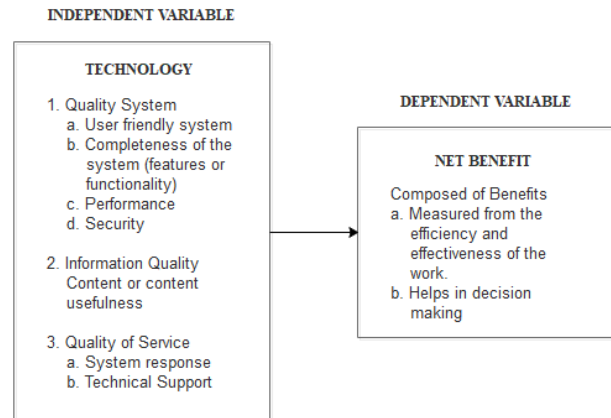 INDEPENDENT VARIABLE
TECHNOLOGY
1. Quality System
a. User friendly system
b. Completeness of the
system (features or
functionality)
c. Performance
d. Security
2. Information Quality
Content or content
usefulness
3. Quality of Service
a. System response
b. Technical Support
DEPENDENT VARIABLE
NET BENEFIT
Composed of Benefits
a. Measured from the
efficiency and
effectiveness of the
work.
b. Helps in decision
making